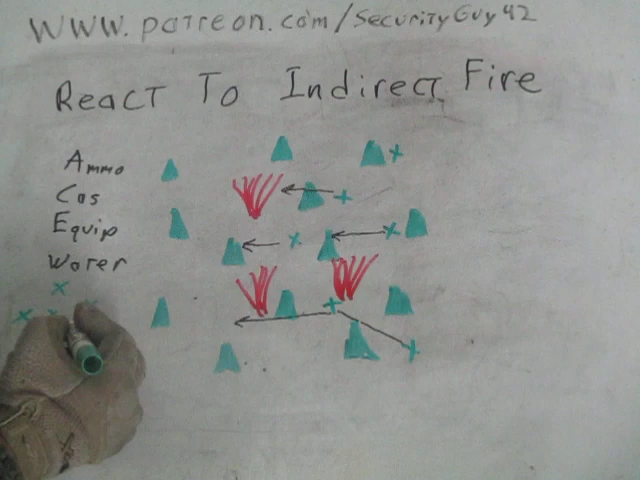 WWW.patreon.com/SecurityGuy42
React To Indirect Fire
Ammo
Cas
Equip
Water